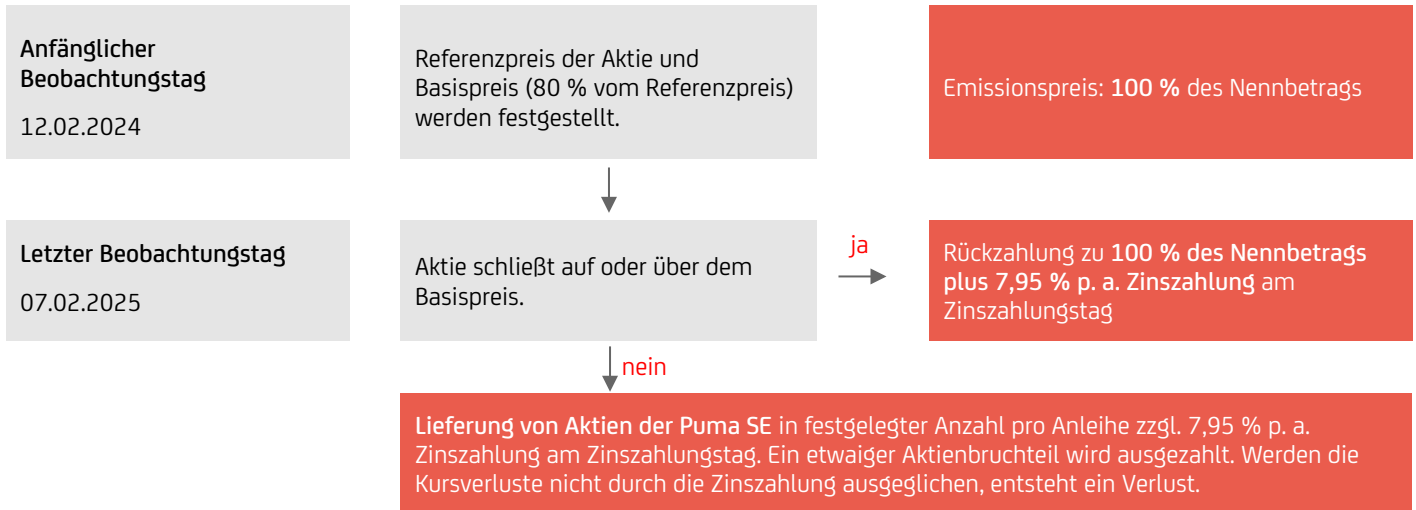 Anfänglicher
Beobachtungstag
12.02.2024
Referenzpreis der Aktie und
Basispreis (80 % vom Referenzpreis)
werden festgestellt.
Emissionspreis: 100 % des Nennbetrags
Letzter Beobachtungstag
07.02.2025
Aktie schließt auf oder über dem
Basispreis.
ja
Rückzahlung zu 100 % des Nennbetrags
plus 7,95 % p. a. Zinszahlung am
Zinszahlungstag
nein
Lieferung von Aktien der Puma SE in festgelegter Anzahl pro Anleihe zzgl. 7,95 % p. a.
Zinszahlung am Zinszahlungstag. Ein etwaiger Aktienbruchteil wird ausgezahlt. Werden die
Kursverluste nicht durch die Zinszahlung ausgeglichen, entsteht ein Verlust.